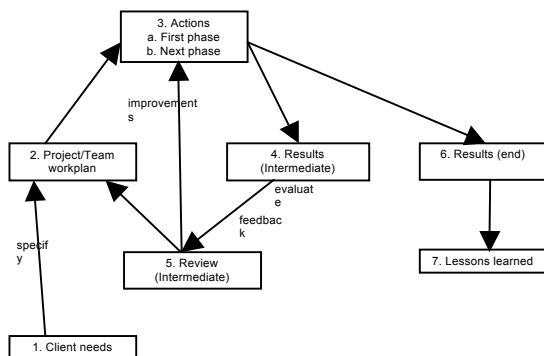 3. Actions
a. First phase
b. Next phase
improvement
s
2. Project/Team
workplan
4. Results
(Intermediate)
6. Results (end)
evaluat
e
feedbac
k
specif
y
5. Review
(Intermediate)
7. Lessons learned
1. Client needs